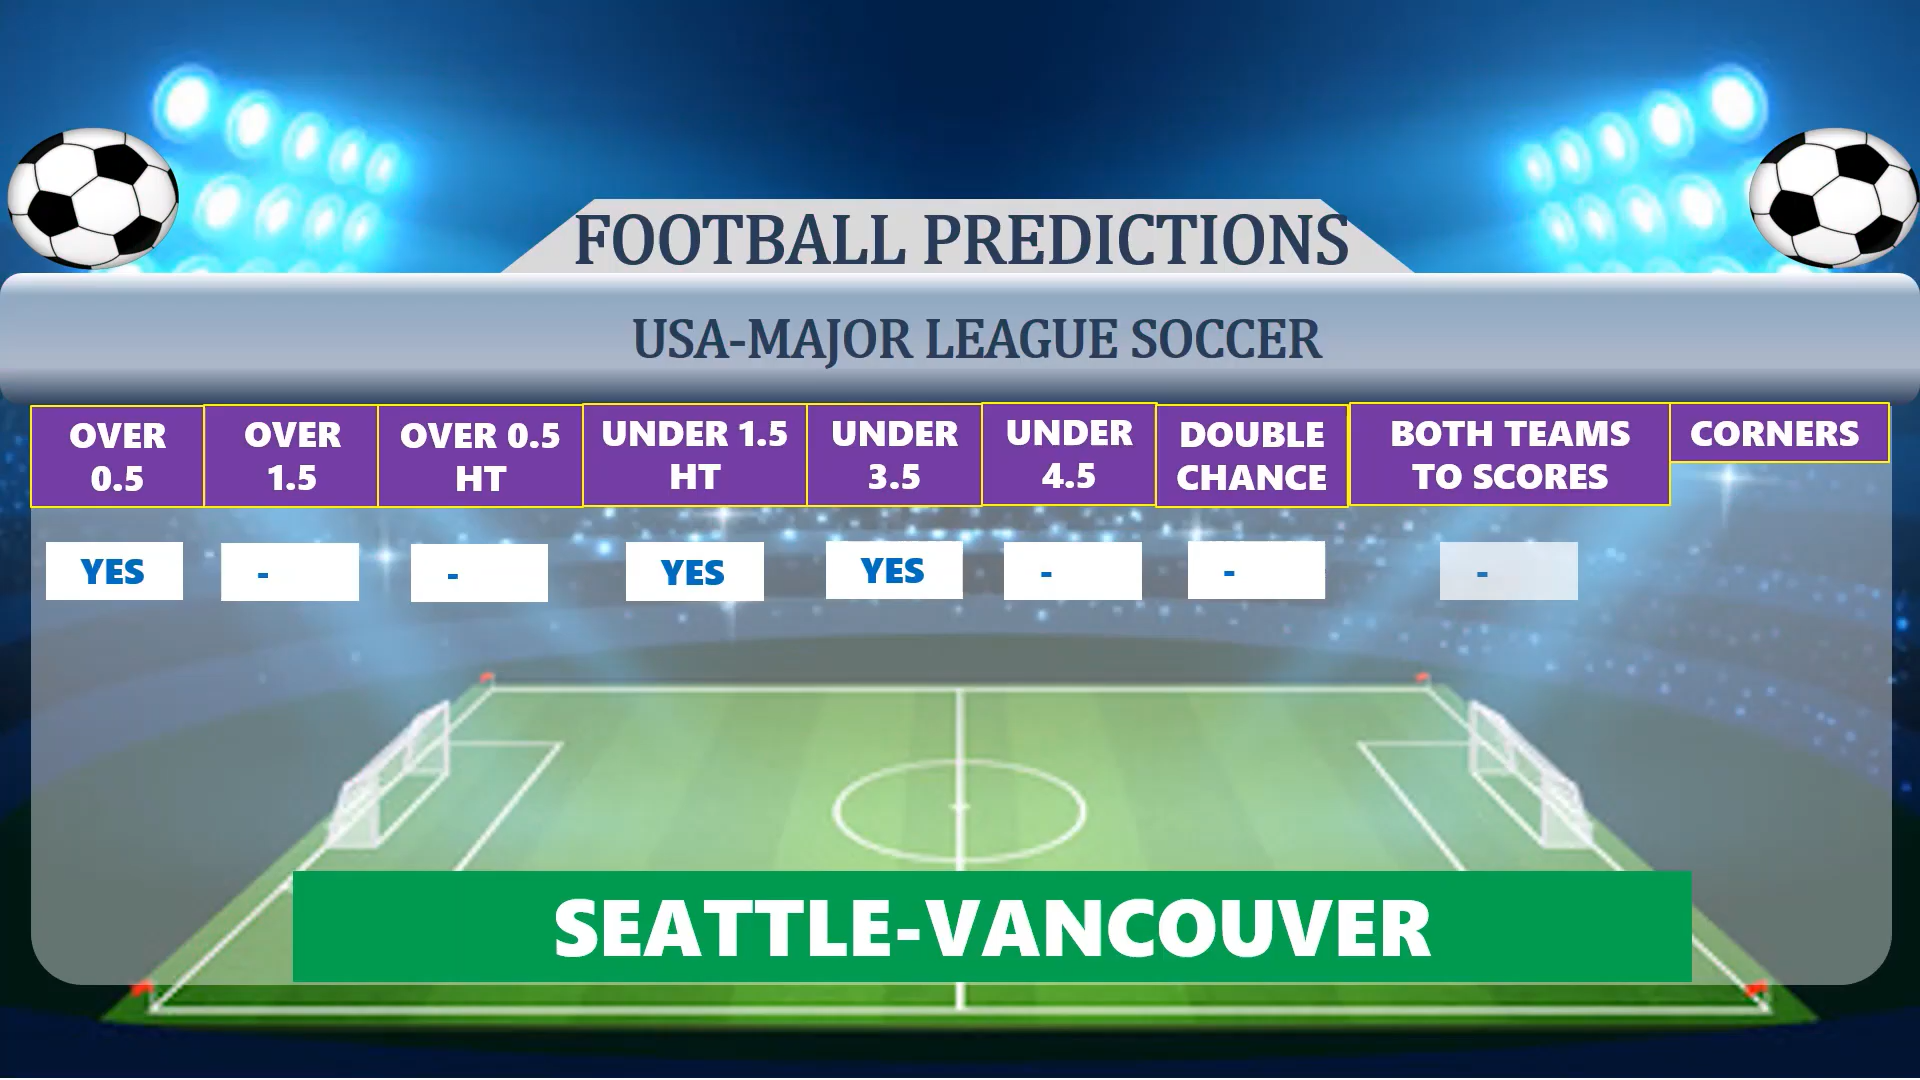 FOOTBALL PREDICTIONS
USA-MAJOR LEAGUE SOCCER
OVER 0.5
OVER 1.5
OVER 0.5 HT
UNDER 1.5 HT
UNDER 3.5
UNDER 4.5
DOUBLE CHANCE
BOTH TEAMS TO SCORES
CORNERS
YES
-
-
YES
YES
-
-
-
SEATTLE-VANCOUVER